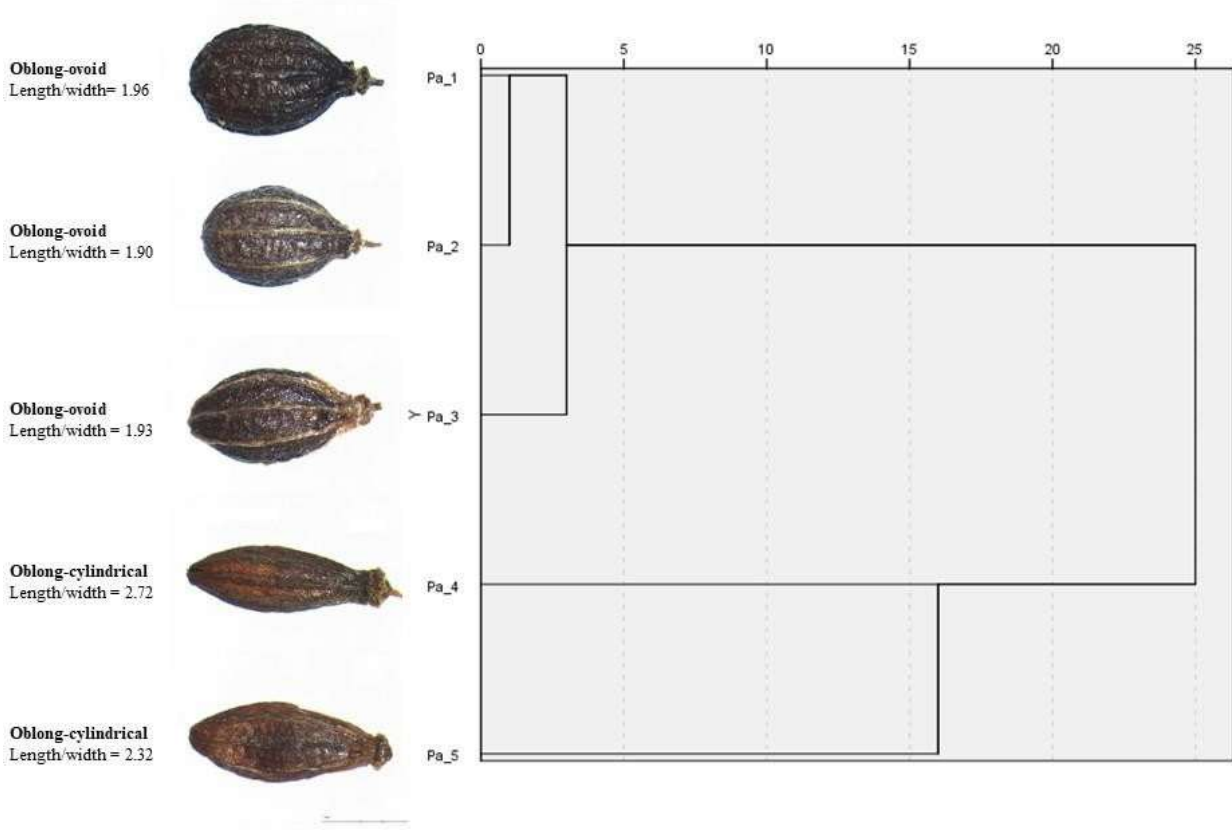 0 5 10 15 20 25
Oblong-ovoid
Length/width= 1.96
Pa_1
Oblong-ovoid
Length/width = 1.90
Pa_2
Oblong-ovoid
Length/width = 1.93
Y
Pa_3
Oblong-cylindrical
Length/width = 2.72
Pa_4
Oblong-cylindrical
Length/width = 2.32
Pa_5